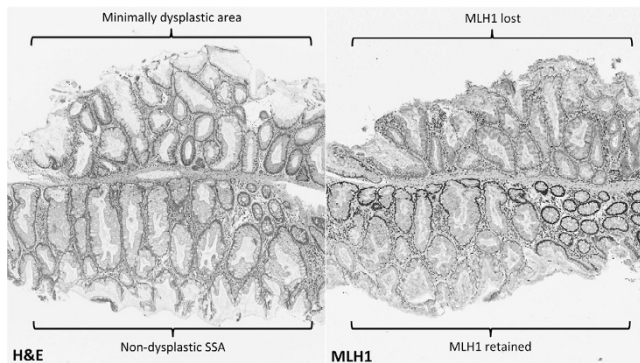 Minimally dysplastic area
MLH1 lost
Non-dysplastic SSA
MLH1 retained
H&E
MLH1